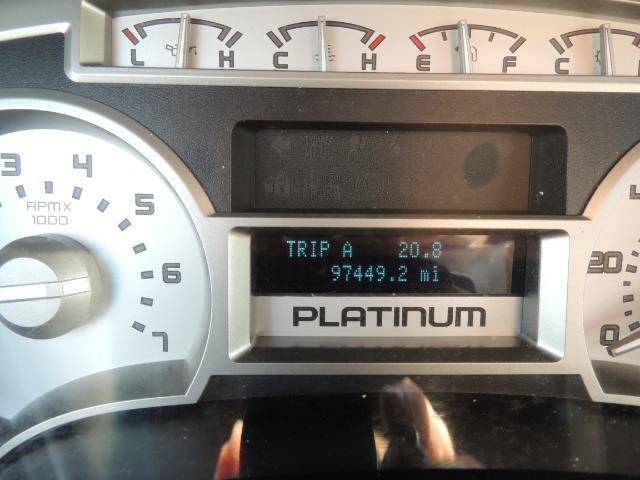 L H C H E F C
3 4 5 6 7
RPM X
1000
TRIP A 20.8
97449.2 mi
PLATINUM
20
0